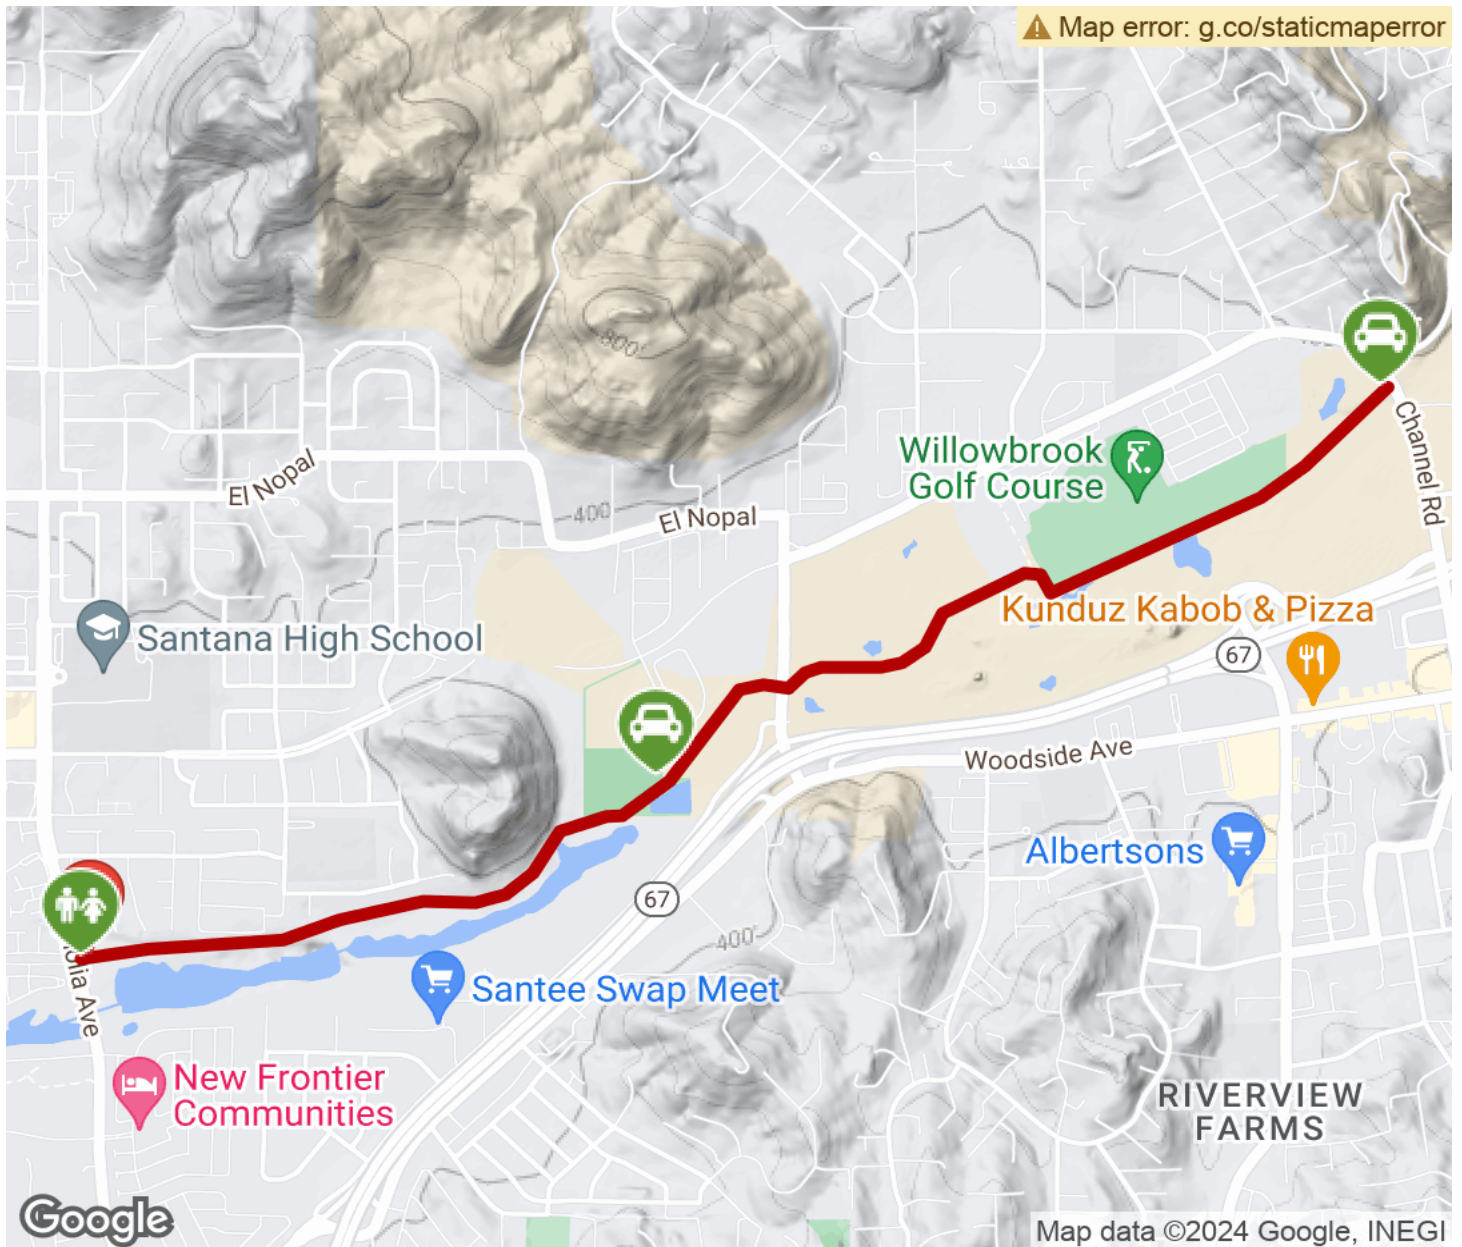 Map error: g.co/staticmaperror
800'
Channel Rd
Willowbrook
Golf Course
El Nopal
400
El Nopal
Kunduz Kabob & Pizza
Santana High School
67
Woodside Ave
Albertsons
67
400'
Ave
Santee Swap Meet
New Frontier
Communities
RIVERVIEW
FARMS
Google
Map data ©2024 Google, INEGI